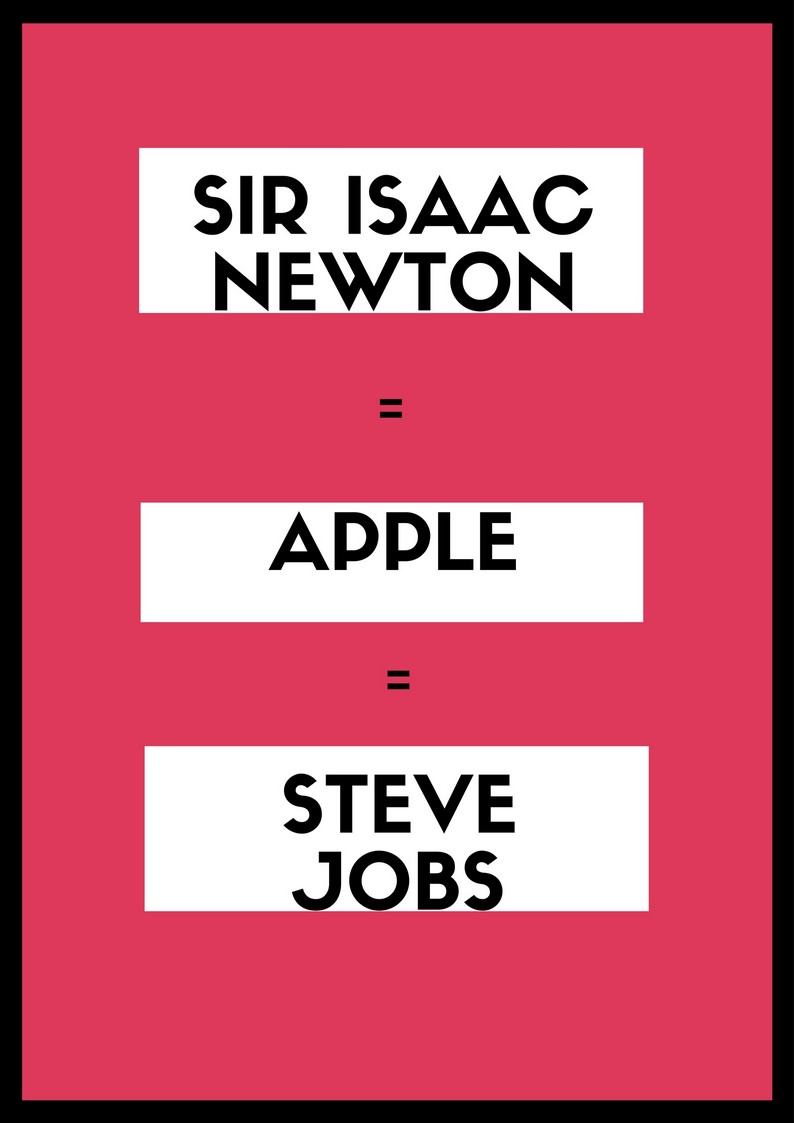 SIR ISAAC
NEWTON
=
APPLE
=
STEVE
JOBS